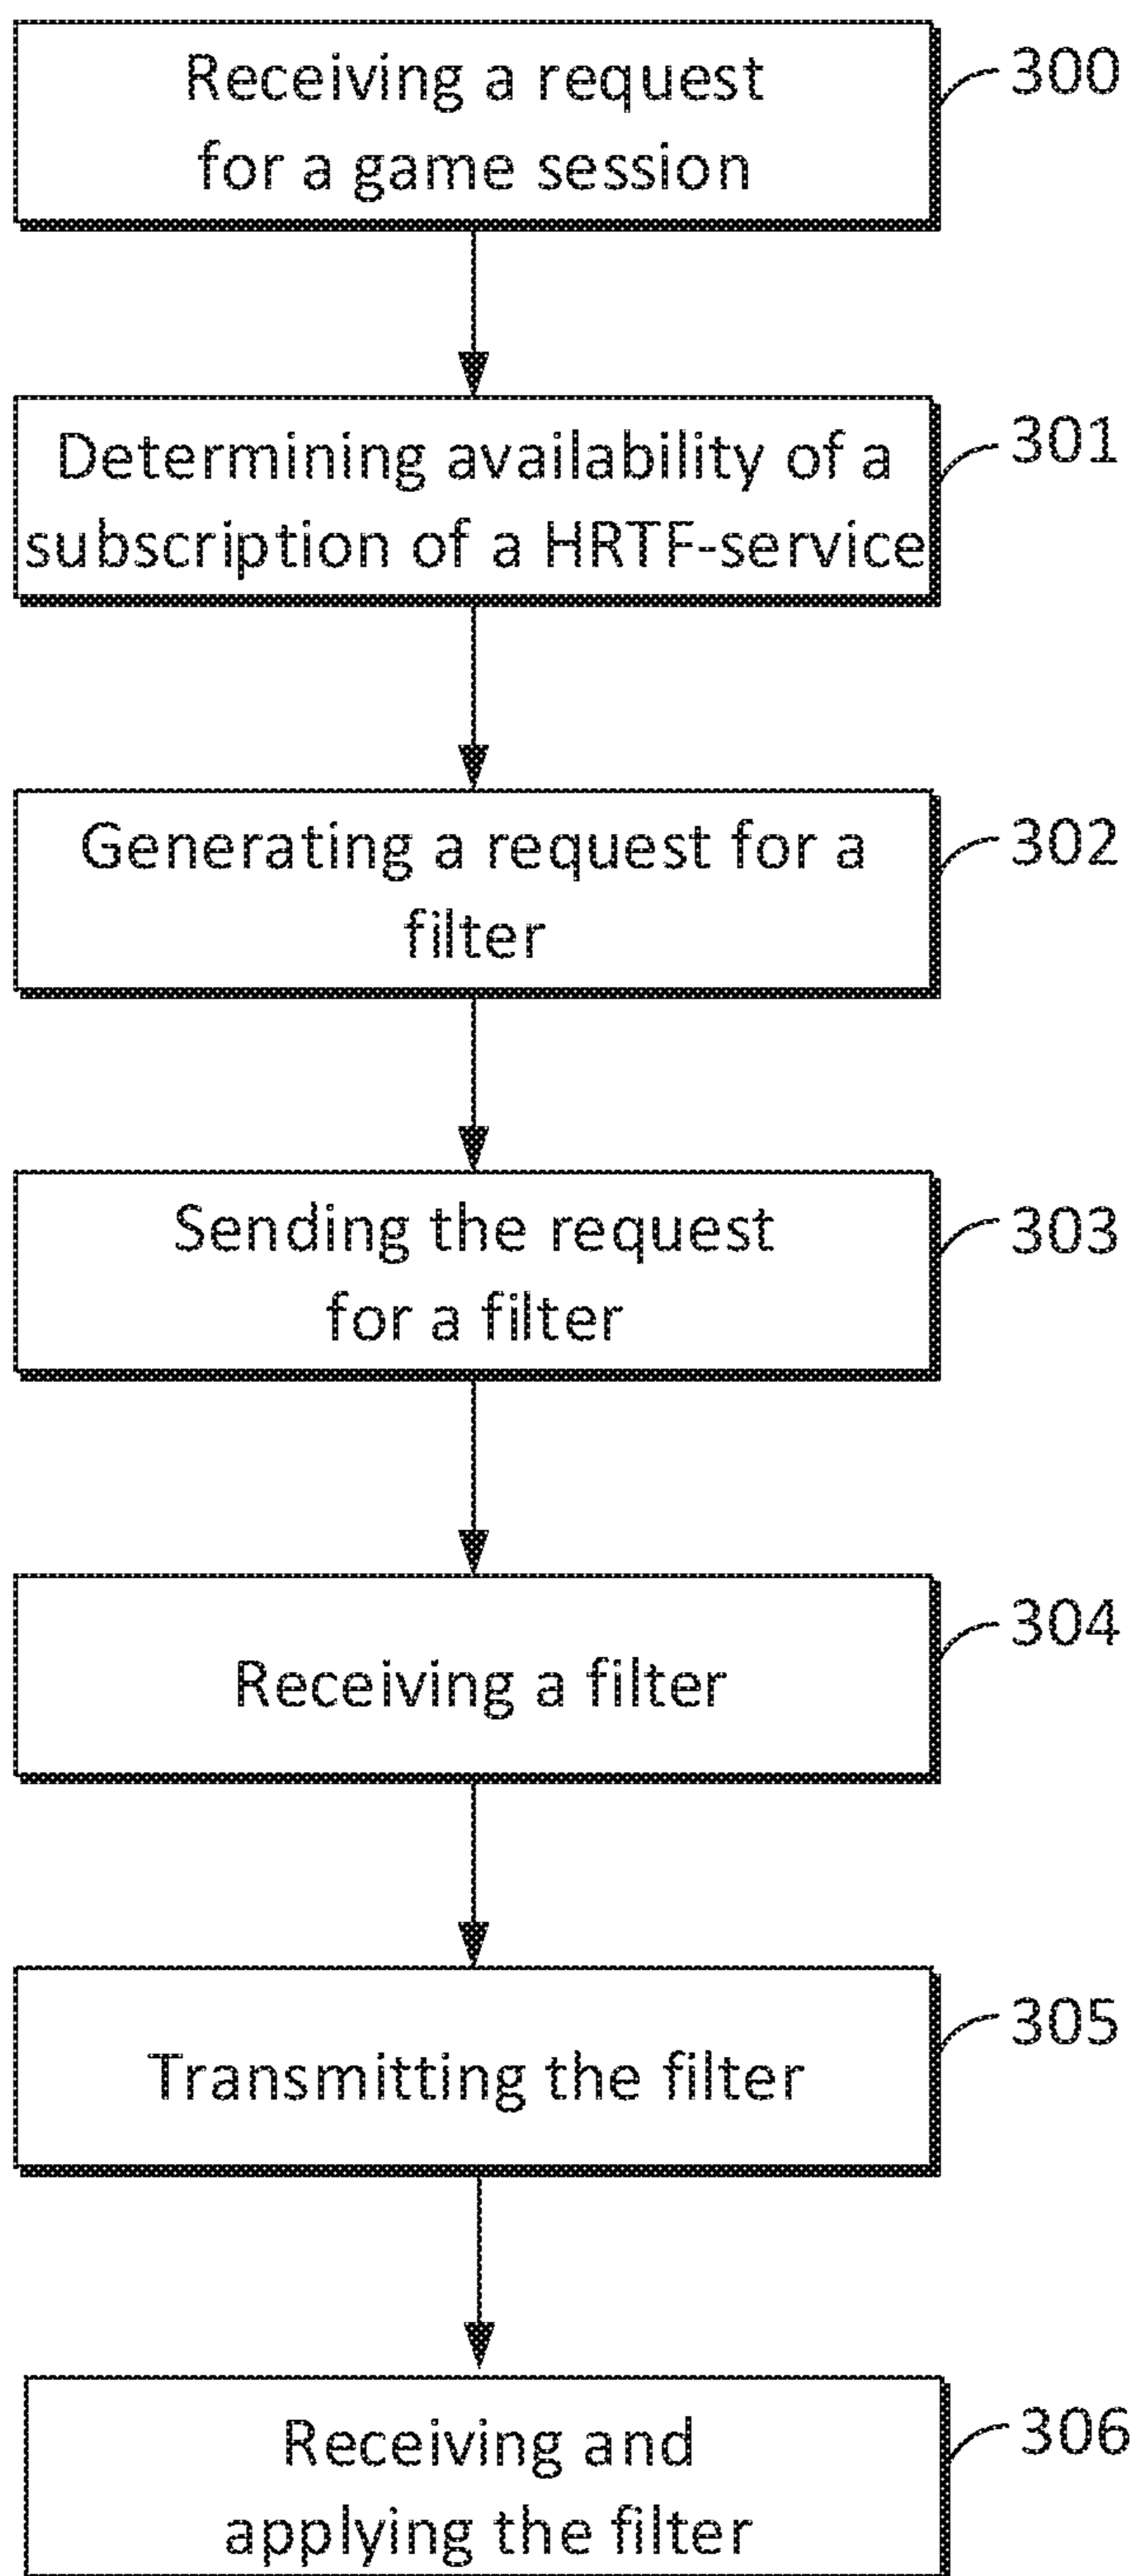 Receiving a request
for a game session
300
Determining availability of a
subscription of a HRTF-service
301
Generating a request for a
filter
302
Sending the request
for a filter
303
Receiving a filter
304
Transmitting the filter
305
Receiving and
applying the filter
306